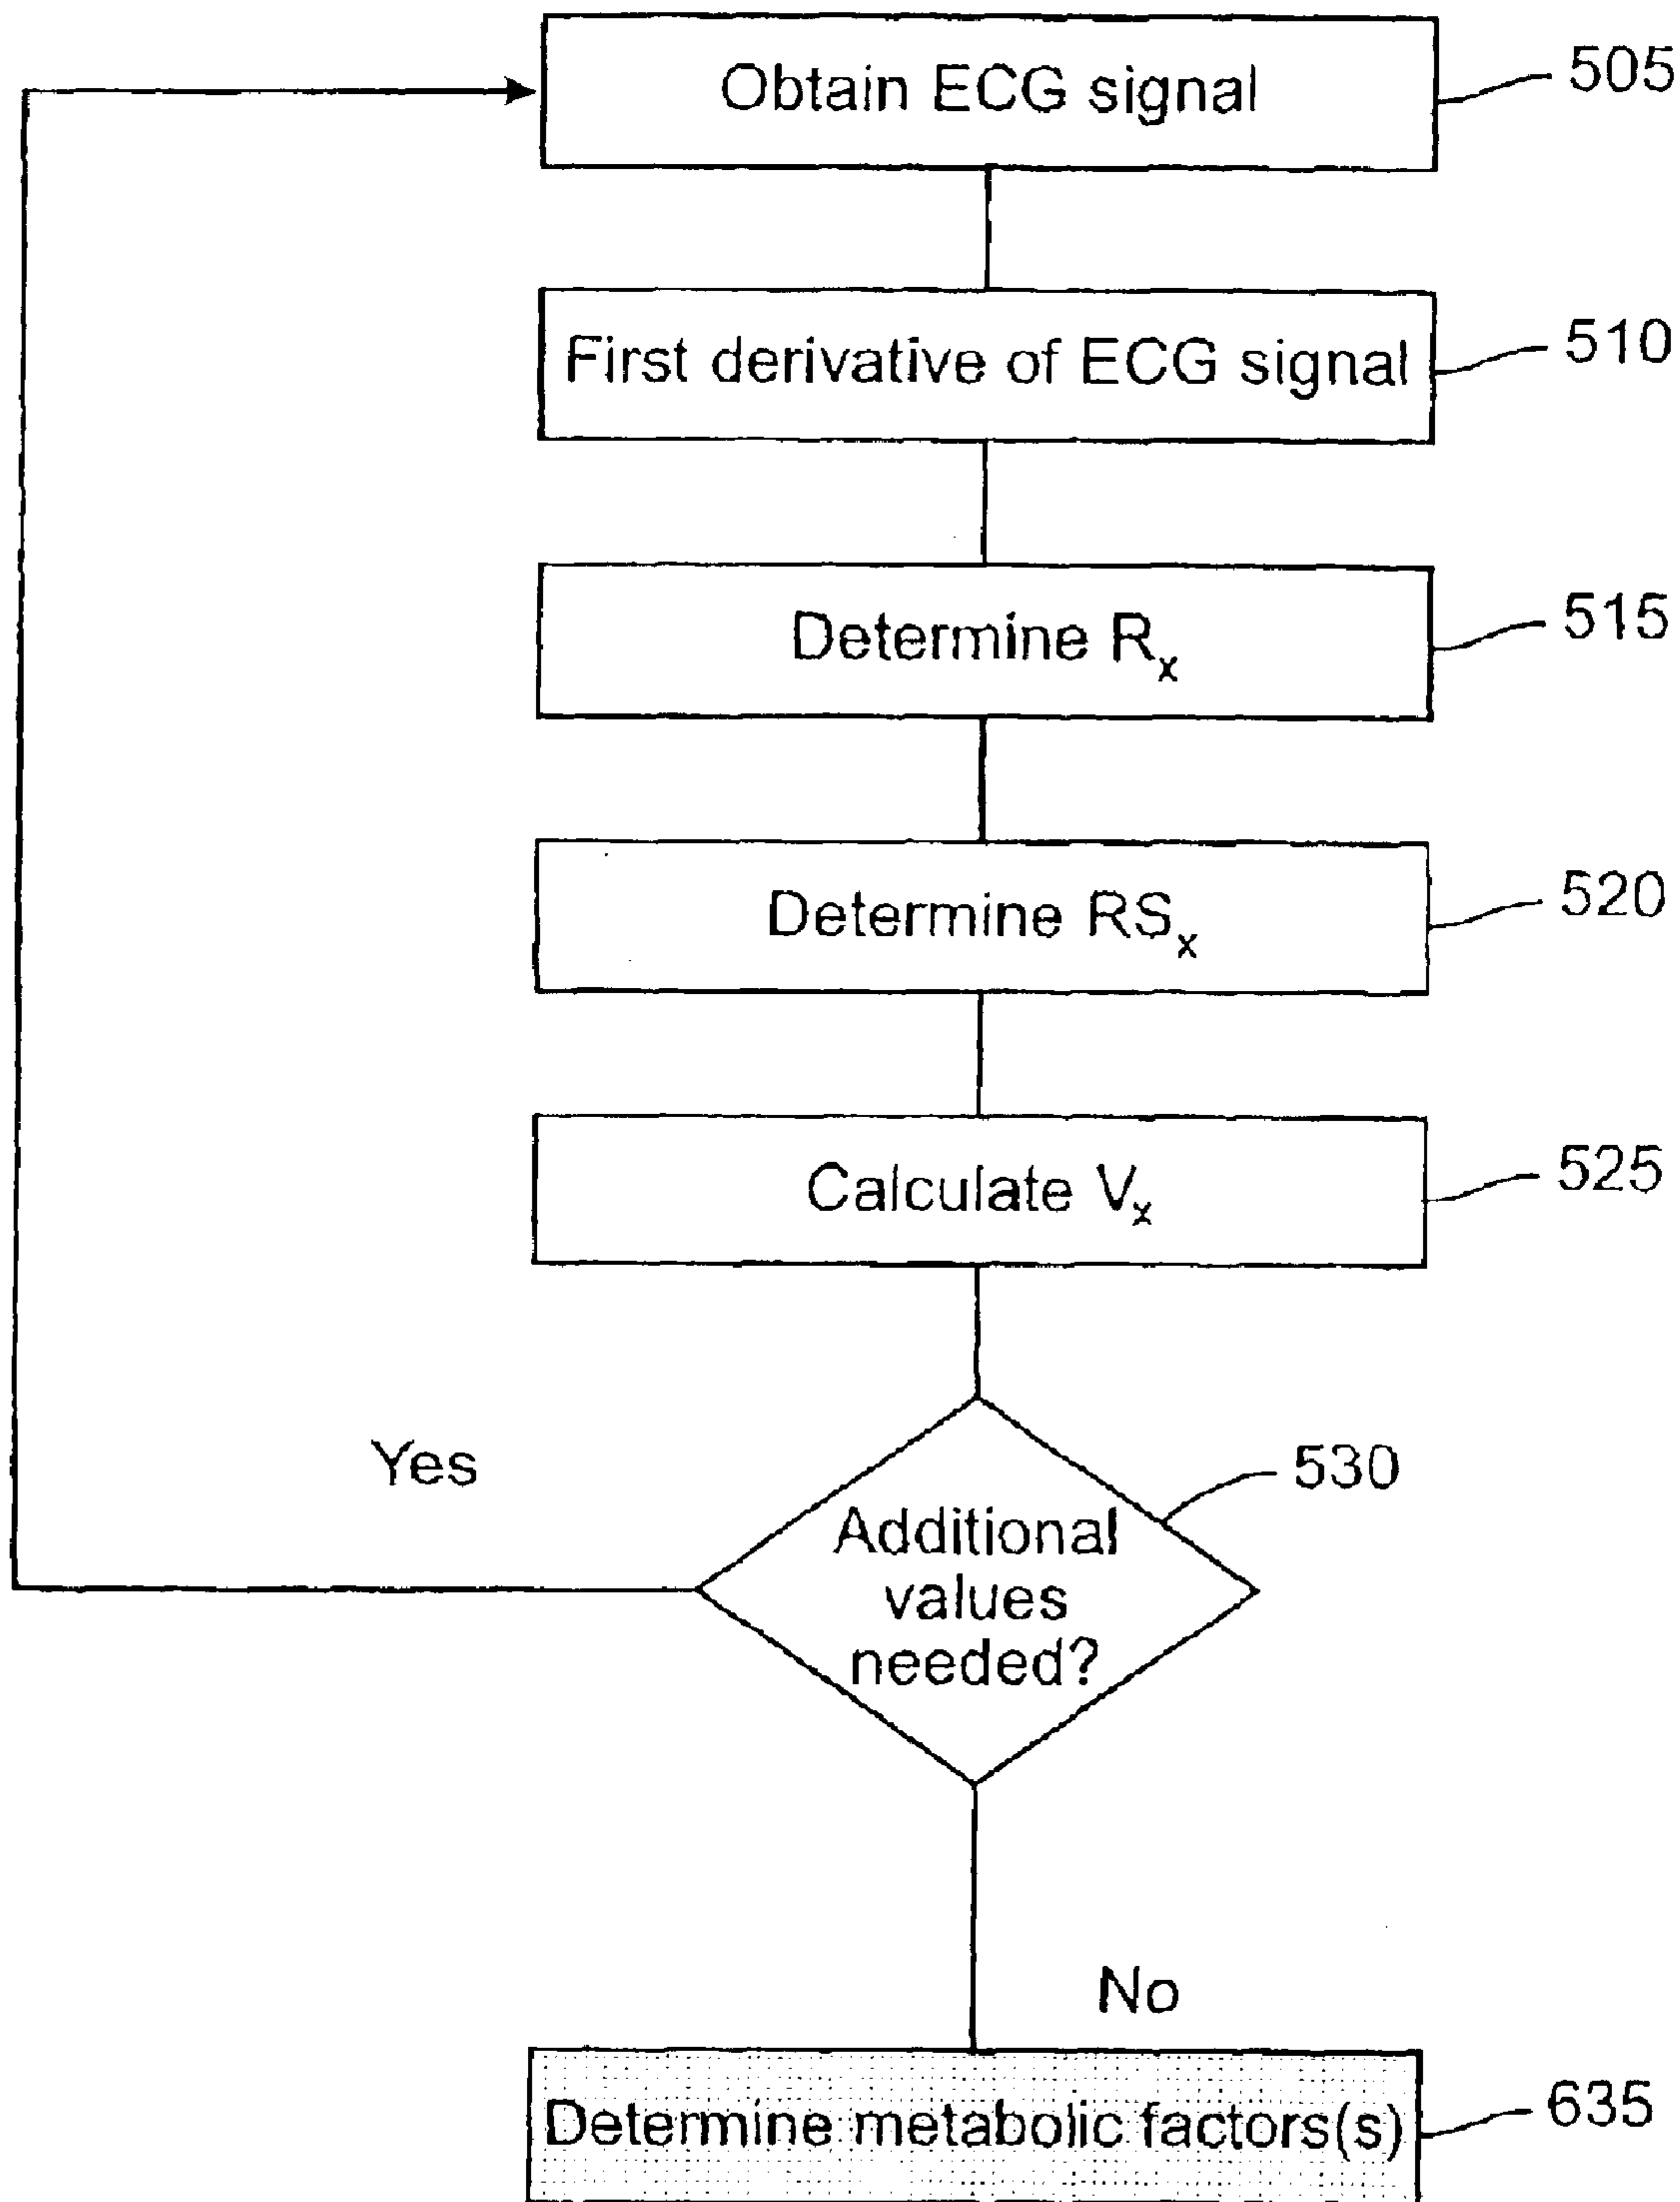 Obtain ECG signal 505
First derivative of ECG signal 510
Determine Rₓ 515
Determine RSₓ 520
Calculate Vₓ 525
Yes
530
Additional
values
needed?
No
Determine metabolic factors(s) 635